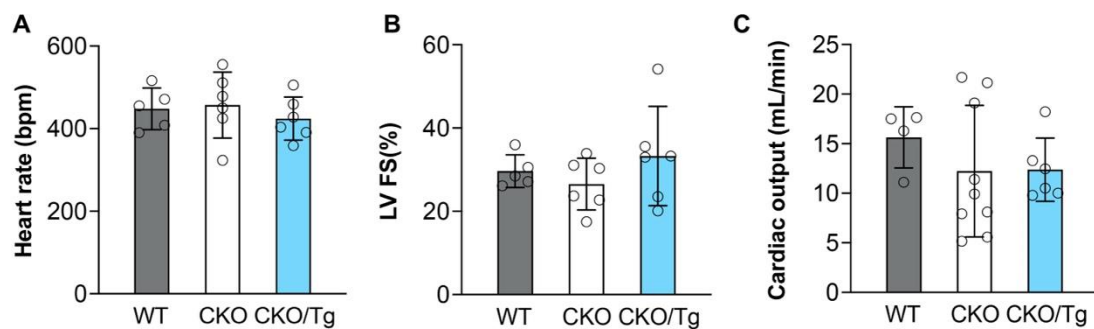 A
Heart rate (bpm)
600
400
200
0
WT CKO CKO/Tg
B
LV FS(%)
60
40
20
0
WT CKO CKO/Tg
C
Cardiac output (mL/min)
25
20
15
10
5
0
WT CKO CKO/Tg